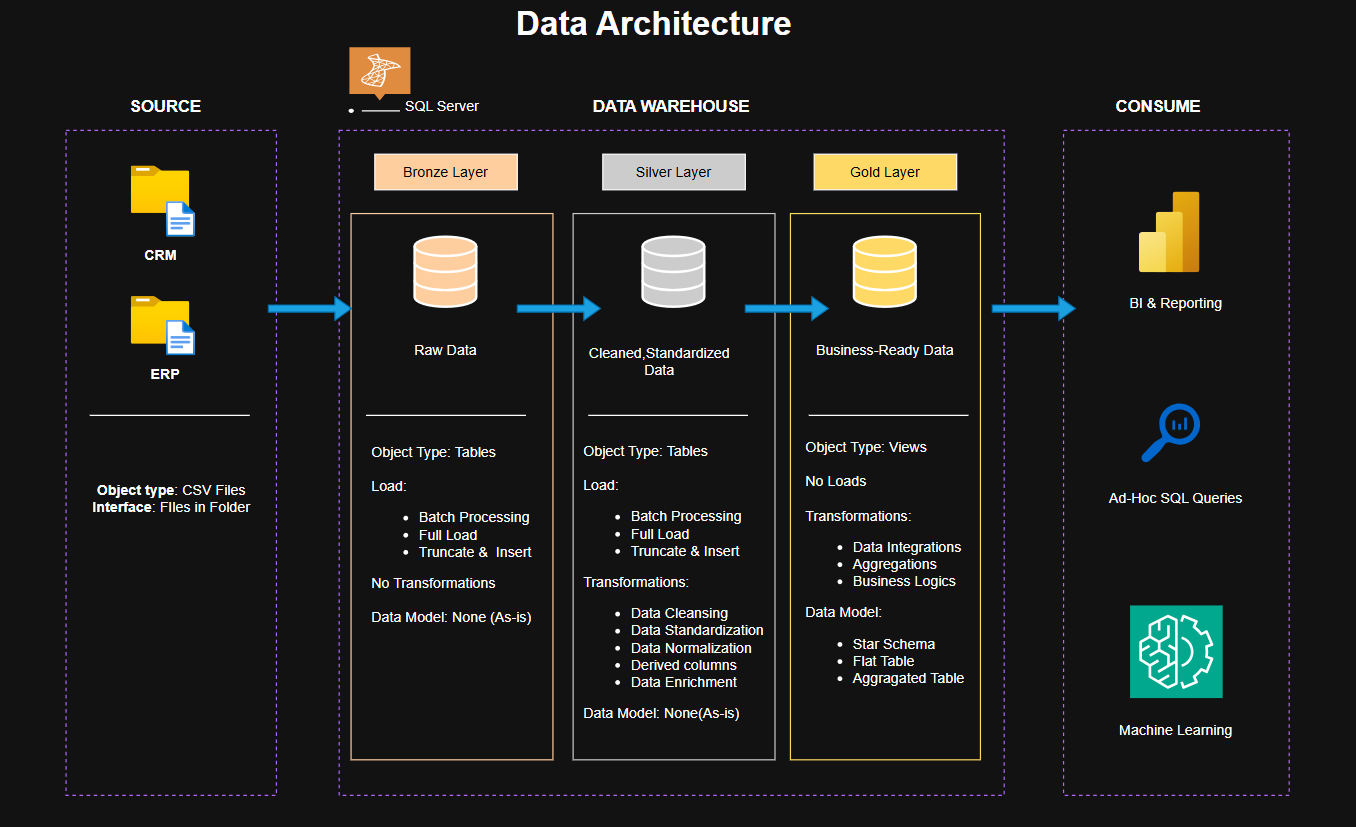 Data Architecture
SOURCE
SQL Server
DATA WAREHOUSE
CONSUME
CRM
ERP
Object type: CSV Files
Interface: FIles in Folder
Bronze Layer
Raw Data
Object Type: Tables
Load:
• Batch Processing
• Full Load
• Truncate &  Insert
No Transformations
Data Model: None (As-is)
Silver Layer
Cleaned,Standardized
Data
Object Type: Tables
Load:
• Batch Processing
• Full Load
• Truncate & Insert
Transformations:
• Data Cleansing
• Data Standardization
• Data Normalization
• Derived columns
• Data Enrichment
Data Model: None(As-is)
Gold Layer
Business-Ready Data
Object Type: Views
No Loads
Transformations:
• Data Integrations
• Aggregations
• Business Logics
Data Model:
• Star Schema
• Flat Table
• Aggragated Table
BI & Reporting
Ad-Hoc SQL Queries
Machine Learning